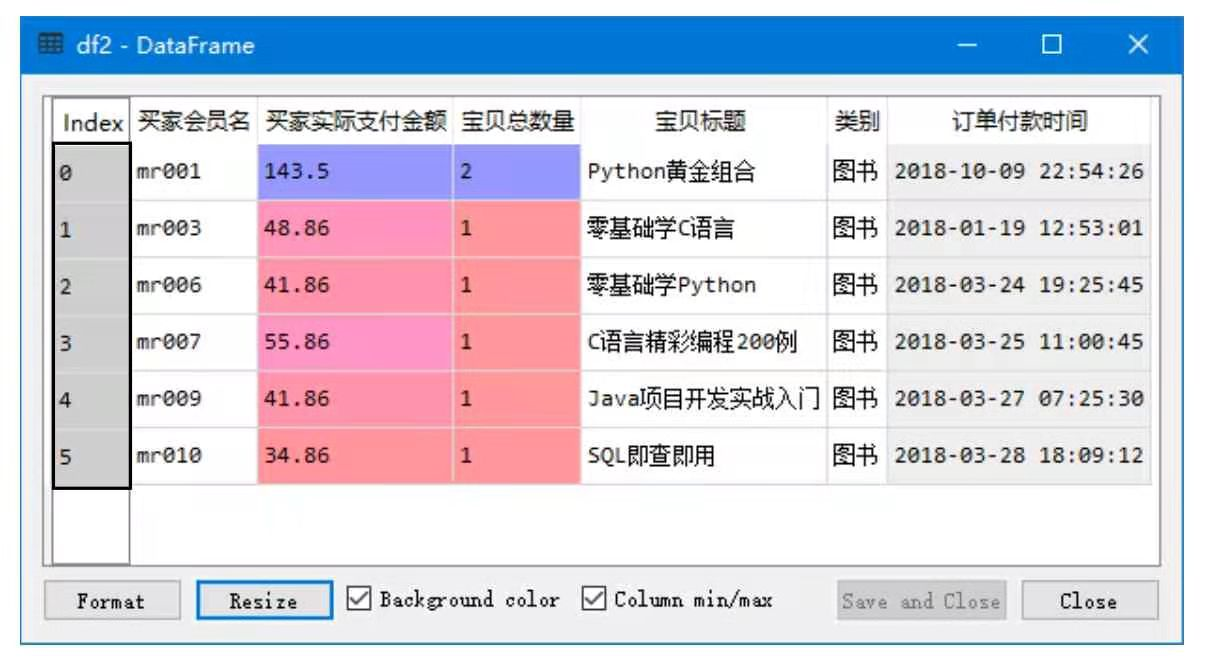 df2 - DataFrame
Index 买家会员名 买家实际支付金额 宝贝总数量 宝贝标题 类别 订单付款时间
0 mr001 143.5 2 Python黄金组合 图书 2018-10-09 22:54:26
1 mr003 48.86 1 零基础学C语言 图书 2018-01-19 12:53:01
2 mr006 41.86 1 零基础学Python 图书 2018-03-24 19:25:45
3 mr007 55.86 1 C语言精彩编程200例 图书 2018-03-25 11:00:45
4 mr009 41.86 1 Java项目开发实战入门 图书 2018-03-27 07:25:30
5 mr010 34.86 1 SQL即查即用 图书 2018-03-28 18:09:12
Format Resize Background color Column min/max Save and Close Close